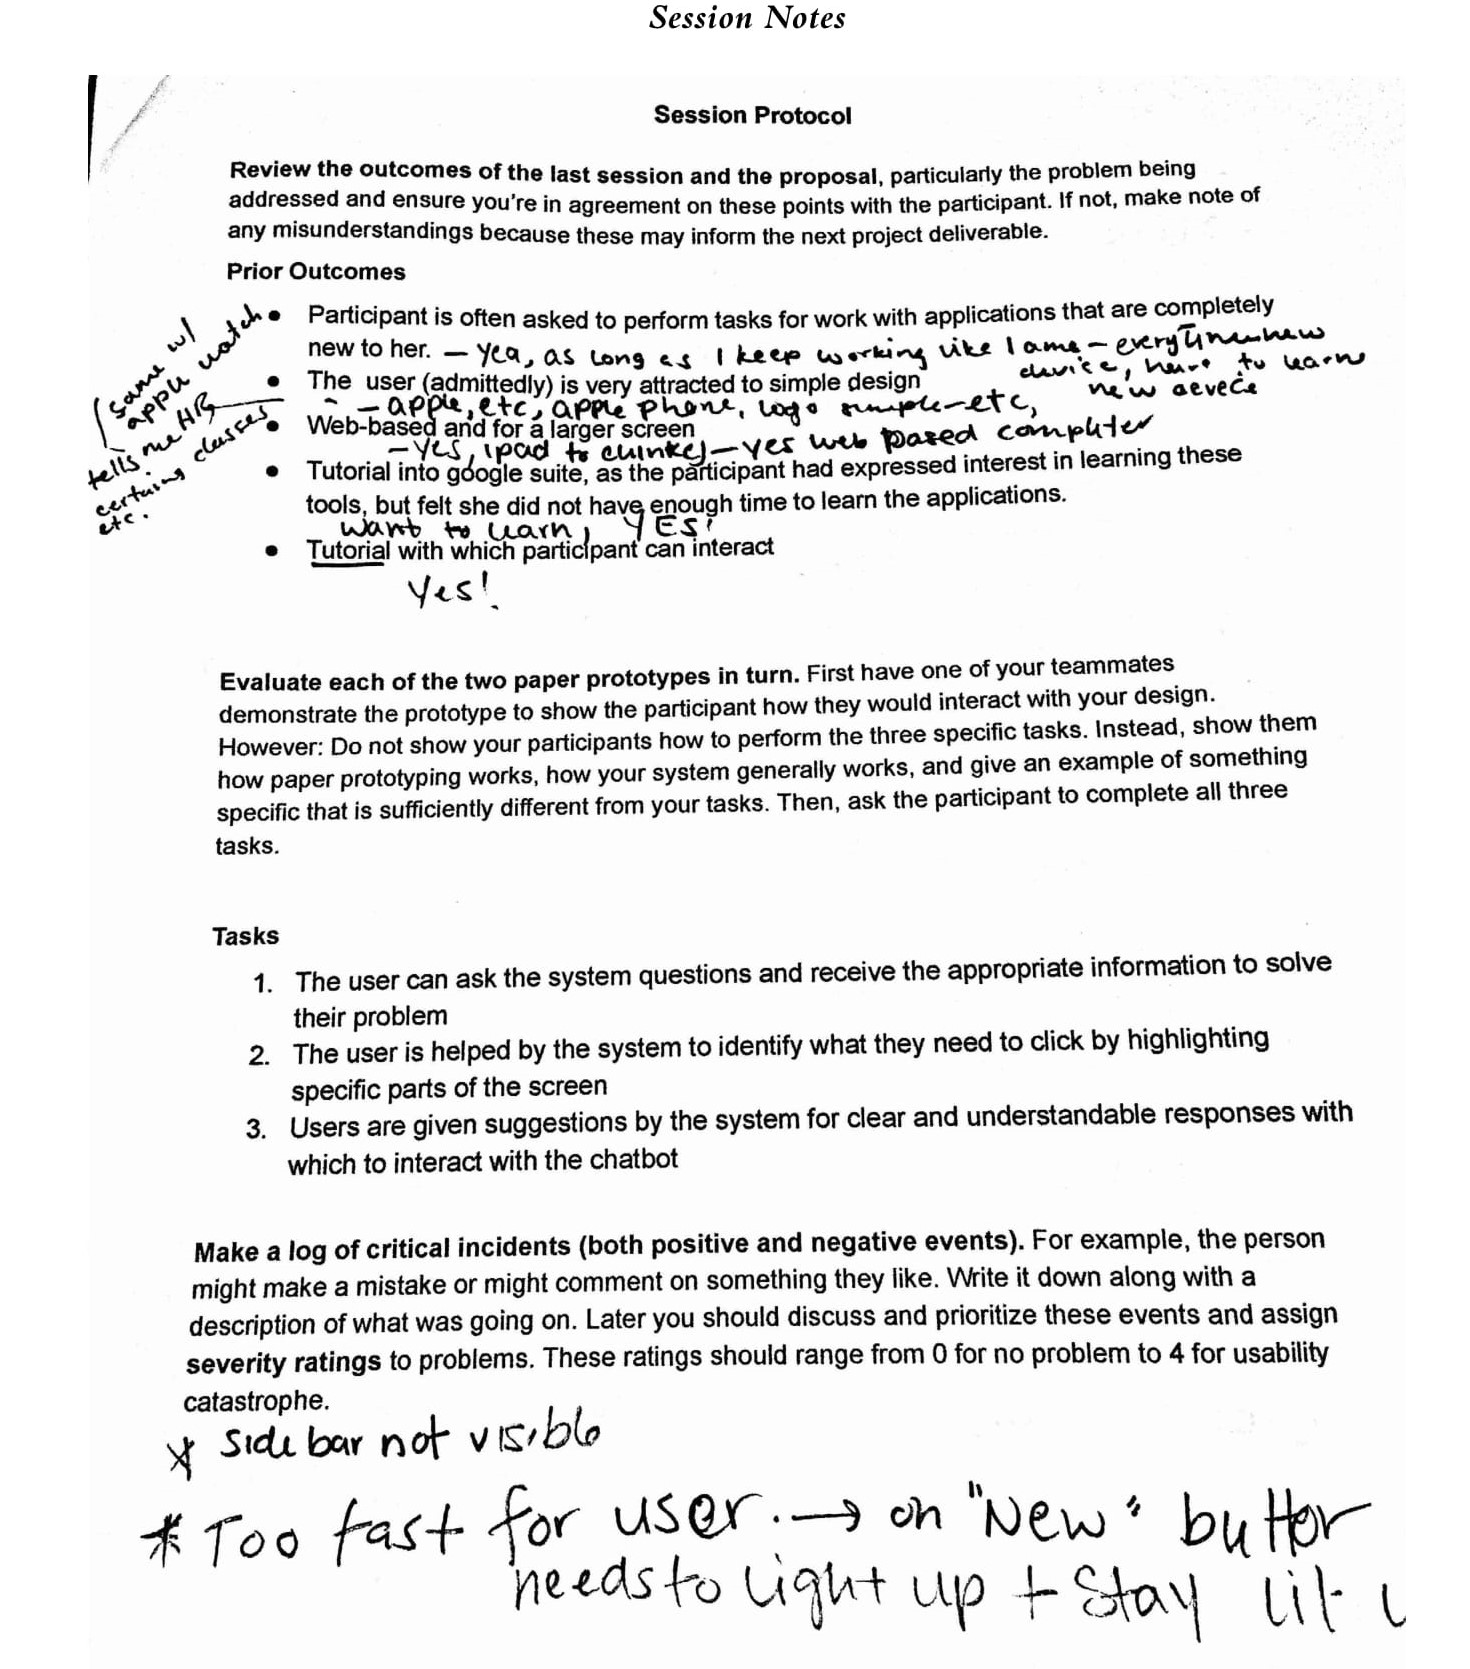 Session Notes
Session Protocol
Review the outcomes of the last session and the proposal, particularly the problem being
addressed and ensure you're in agreement on these points with the participant. If not, make note of
any misunderstandings because these may inform the next project deliverable.
Prior Outcomes
Participant is often asked to perform tasks for work with applications that are completely
new to her. – yea, as long as I keep working like I am – everytime new
device, have to learn
new device
The user (admittedly) is very attracted to simple design
– apple, etc, apple phone, logo simple – etc,
Web-based and for a larger screen
– Yes, ipad to – yes web based computer
Tutorial into google suite, as the participant had expressed interest in learning these
tools, but felt she did not have enough time to learn the applications.
want to learn, YES!
Tutorial with which participant can interact
Yes!
same w/
apple watch
tells me HR
certain classes
etc.
Evaluate each of the two paper prototypes in turn. First have one of your teammates
demonstrate the prototype to show the participant how they would interact with your design.
However: Do not show your participants how to perform the three specific tasks. Instead, show them
how paper prototyping works, how your system generally works, and give an example of something
specific that is sufficiently different from your tasks. Then, ask the participant to complete all three
tasks.
Tasks
1. The user can ask the system questions and receive the appropriate information to solve
their problem
2. The user is helped by the system to identify what they need to click by highlighting
specific parts of the screen
3. Users are given suggestions by the system for clear and understandable responses with
which to interact with the chatbot
Make a log of critical incidents (both positive and negative events). For example, the person
might make a mistake or might comment on something they like. Write it down along with a
description of what was going on. Later you should discuss and prioritize these events and assign
severity ratings to problems. These ratings should range from 0 for no problem to 4 for usability
catastrophe.
* Side bar not visible
* Too fast for user. → on "New" button
needs to light up + Stay lit